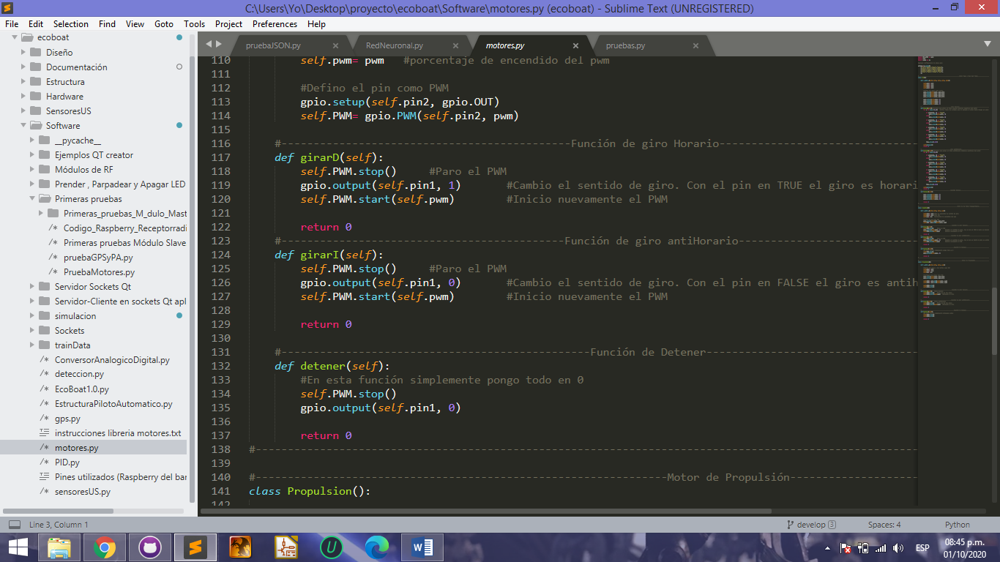 C:\Users\Yo\Desktop\proyecto\ecoboat\Software\motores.py (ecoboat) - Sublime Text (UNREGISTERED)
File Edit Selection Find View Goto Tools Project Preferences Help
ecoboat
Diseño
Documentación
Estructura
Hardware
SensoresUS
Software
__pycache__
Ejemplos QT creator
Módulos de RF
Prender , Parpadear y Apagar LED
Primeras pruebas
Primeras_pruebas_M_dulo_Mast
/* Codigo_Raspberry_Receptorradi
/* Primeras pruebas Módulo Slave
/* pruebaGPSyPA.py
/* PruebaMotores.py
Servidor Sockets Qt
Servidor-Cliente en sockets Qt apl
simulacion
Sockets
trainData
/* ConversorAnalogicoDigital.py
/* deteccion.py
/* EcoBoat1.0.py
/* EstructuraPilotoAutomatico.py
/* gps.py
instrucciones libreria motores.txt
/* motores.py
/* PID.py
Pines utilizados (Raspberry del bar
/* sensoresUS.py
pruebaJSON.py RedNeuronal.py motores.py pruebas.py
110 self.pwm= pwm #porcentaje de encendido del pwm
111
112 #Defino el pin como PWM
113 gpio.setup(self.pin2, gpio.OUT)
114 self.PWM= gpio.PWM(self.pin2, pwm)
115
116 #---------------------------------------------Función de giro Horario-------------------------------
117 def girarD(self):
118 self.PWM.stop() #Paro el PWM
119 gpio.output(self.pin1, 1) #Cambio el sentido de giro. Con el pin en TRUE el giro es horari
120 self.PWM.start(self.pwm) #Inicio nuevamente el PWM
121
122 return 0
123 #--------------------------------------------Función de giro antiHorario----------------------------
124 def girarI(self):
125 self.PWM.stop() #Paro el PWM
126 gpio.output(self.pin1, 0) #Cambio el sentido de giro. Con el pin en FALSE el giro es antih
127 self.PWM.start(self.pwm) #Inicio nuevamente el PWM
128
129 return 0
130
131 #------------------------------------------------Función de Detener---------------------------------
132 def detener(self):
133 #En esta función simplemente pongo todo en 0
134 self.PWM.stop()
135 gpio.output(self.pin1, 0)
136
137 return 0
138 #-------------------------------------------------------------------------------------------------------
139
140 #----------------------------------------------------------------Motor de Propulsión--------------------
141 class Propulsion():
142
Line 3, Column 1 develop 3 Spaces: 4 Python
ESP 08:45 p.m.
01/10/2020